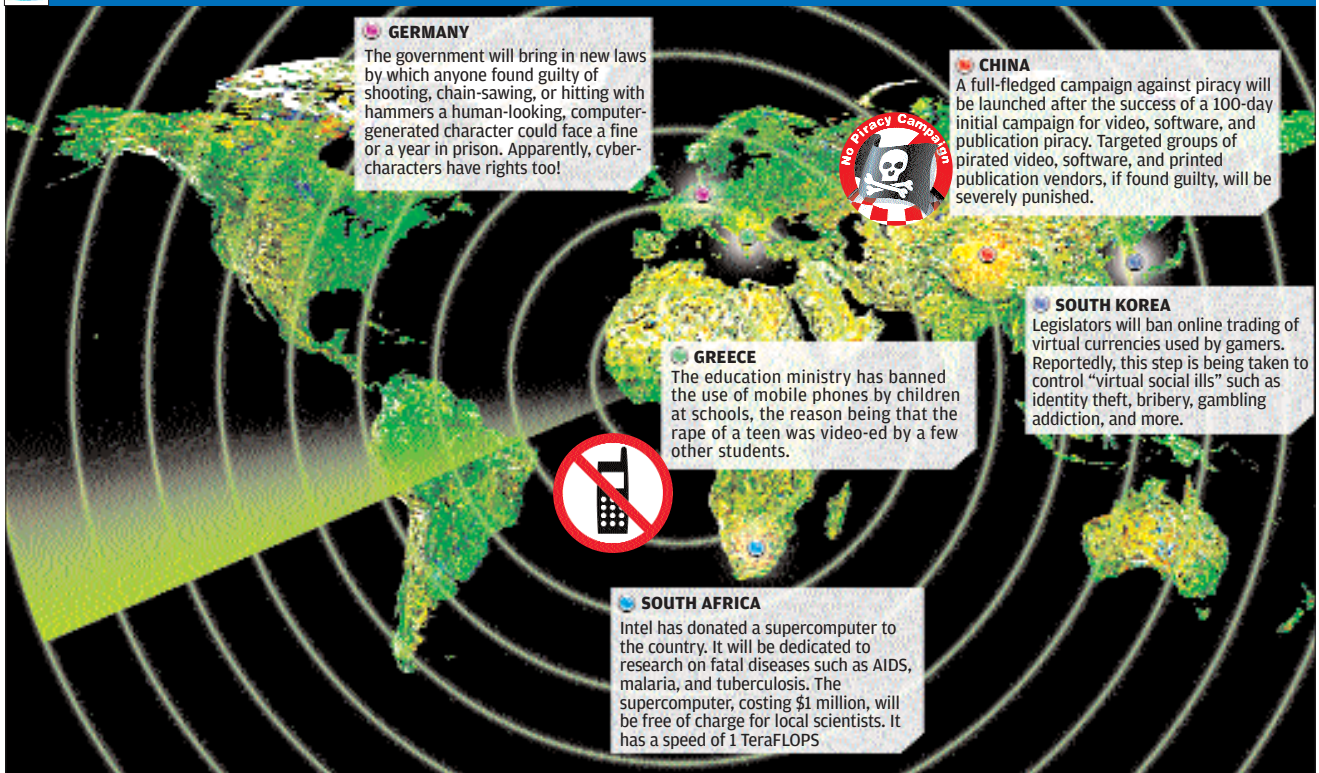 GERMANY
The government will bring in new laws
by which anyone found guilty of
shooting, chain-sawing, or hitting with
hammers a human-looking, computer-
generated character could face a fine
or a year in prison. Apparently, cyber-
characters have rights too!
CHINA
A full-fledged campaign against piracy will
be launched after the success of a 100-day
initial campaign for video, software, and
publication piracy. Targeted groups of
pirated video, software, and printed
publication vendors, if found guilty, will be
severely punished.
No Piracy Campaign
SOUTH KOREA
Legislators will ban online trading of
virtual currencies used by gamers.
Reportedly, this step is being taken to
control “virtual social ills” such as
identity theft, bribery, gambling
addiction, and more.
GREECE
The education ministry has banned
the use of mobile phones by children
at schools, the reason being that the
rape of a teen was video-ed by a few
other students.
SOUTH AFRICA
Intel has donated a supercomputer to
the country. It will be dedicated to
research on fatal diseases such as AIDS,
malaria, and tuberculosis. The
supercomputer, costing $1 million, will
be free of charge for local scientists. It
has a speed of 1 TeraFLOPS